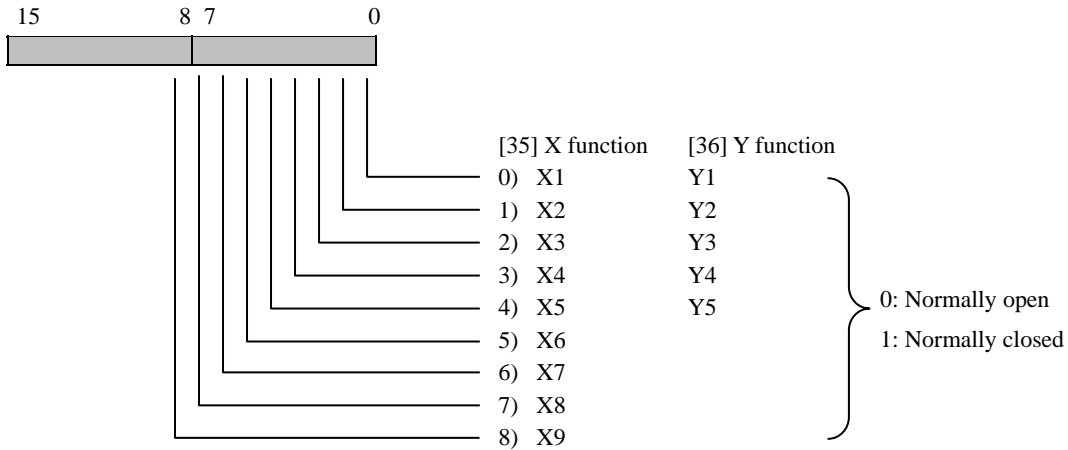 15 8 7 0
[35] X function [36] Y function
0) X1 Y1
1) X2 Y2
2) X3 Y3
3) X4 Y4
4) X5 Y5
5) X6
6) X7
7) X8
8) X9
0: Normally open
1: Normally closed